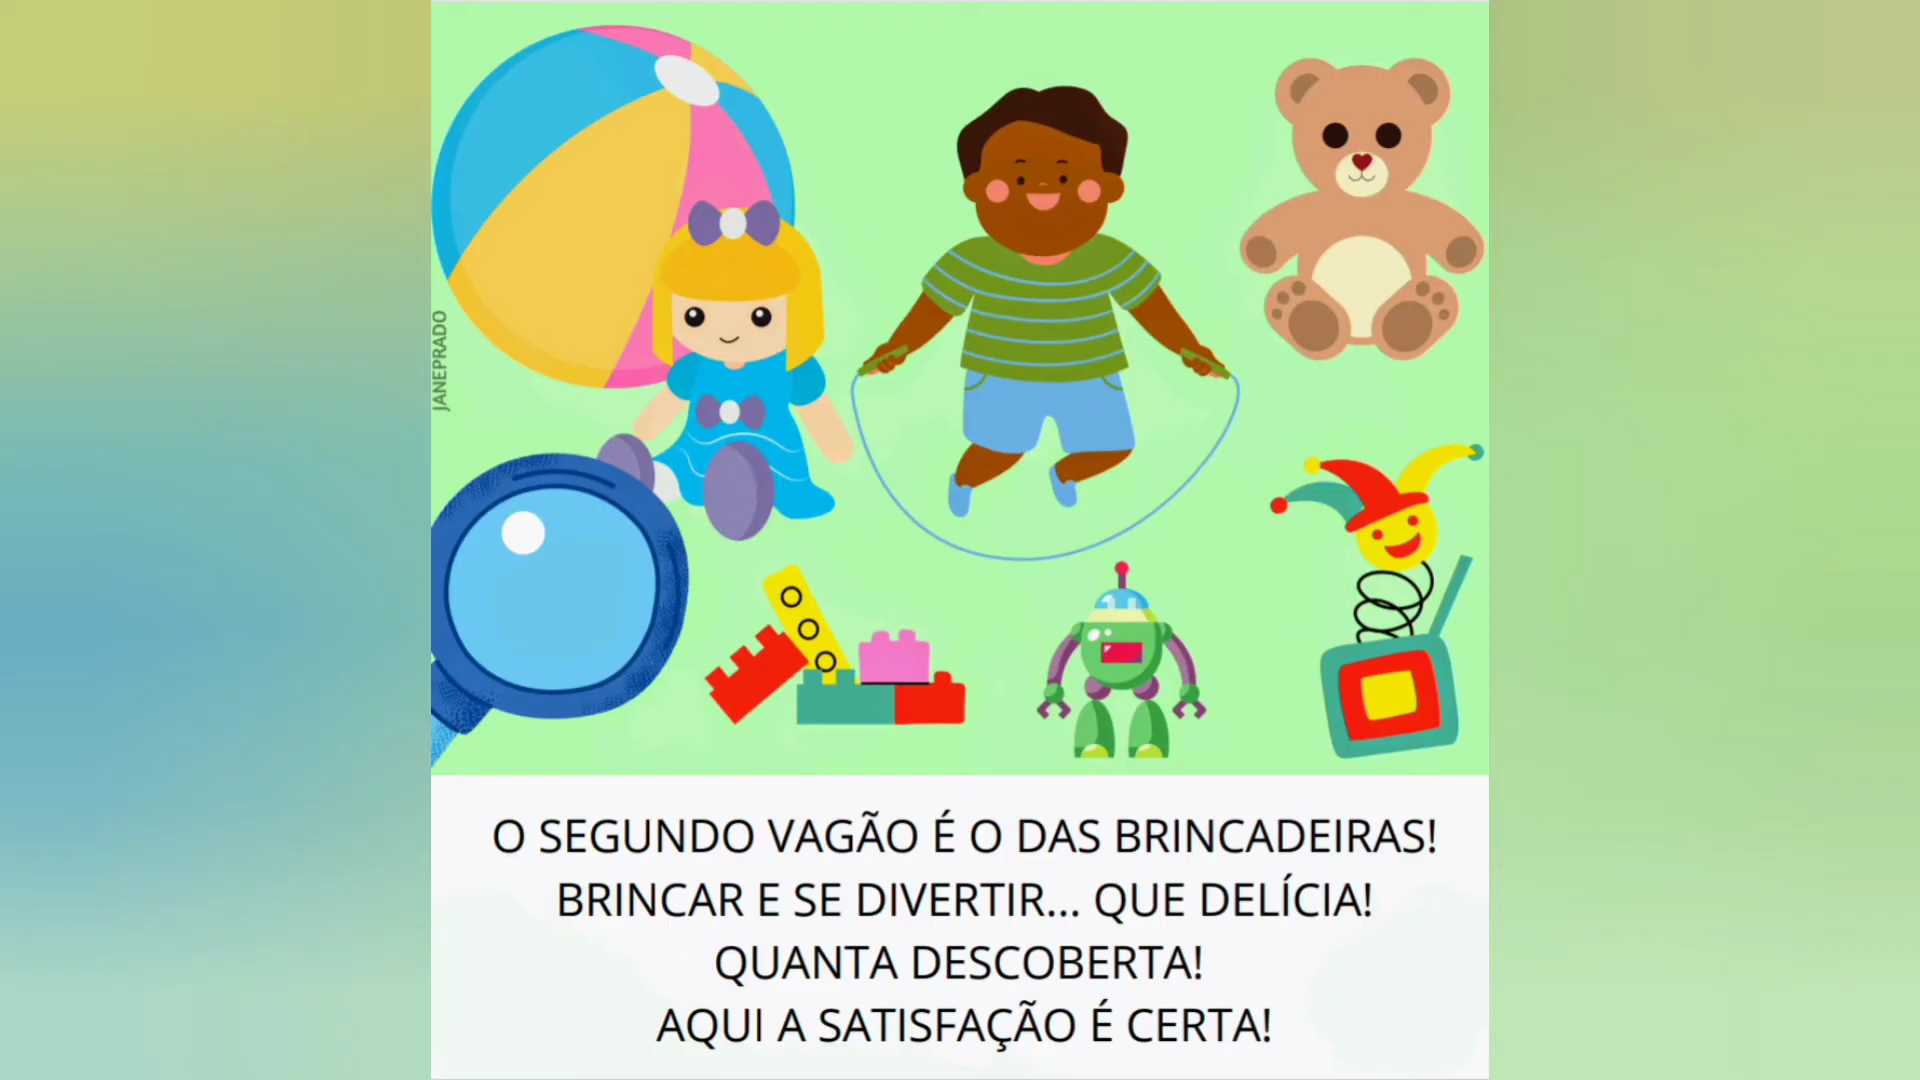 JANEPRADO
O SEGUNDO VAGÃO É O DAS BRINCADEIRAS!
BRINCAR E SE DIVERTIR... QUE DELÍCIA!
QUANTA DESCOBERTA!
AQUI A SATISFAÇÃO É CERTA!